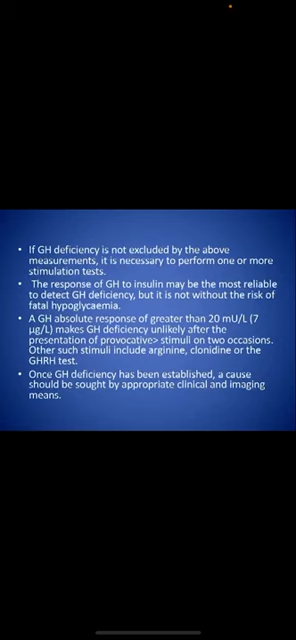 • If GH deficiency is not excluded by the above
measurements, it is necessary to perform one or more
stimulation tests.
• The response of GH to insulin may be the most reliable
to detect GH deficiency, but it is not without the risk of
fatal hypoglycaemia.
• A GH absolute response of greater than 20 mU/L (7
µg/L) makes GH deficiency unlikely after the
presentation of provocative> stimuli on two occasions.
Other such stimuli include arginine, clonidine or the
GHRH test.
• Once GH deficiency has been established, a cause
should be sought by appropriate clinical and imaging
means.